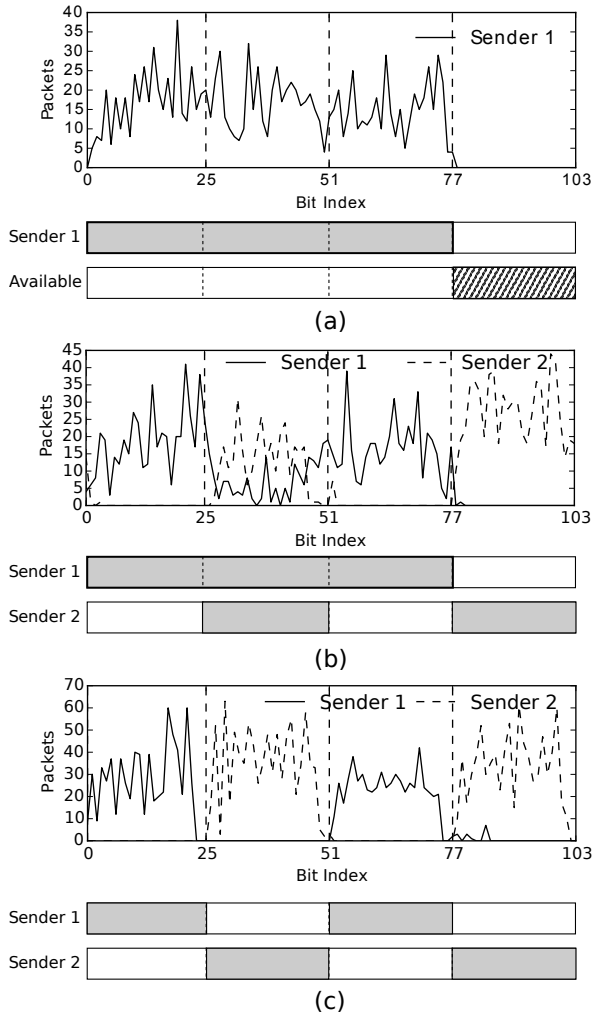 40
35
30
25
20
15
10
5
0
Packets
Sender 1
0 25 51 77 103
Bit Index
Sender 1
Available
(a)
45
40
35
30
25
20
15
10
5
0
Packets
Sender 1 Sender 2
0 25 51 77 103
Bit Index
Sender 1
Sender 2
(b)
70
60
50
40
30
20
10
0
Packets
Sender 1 Sender 2
0 25 51 77 103
Bit Index
Sender 1
Sender 2
(c)